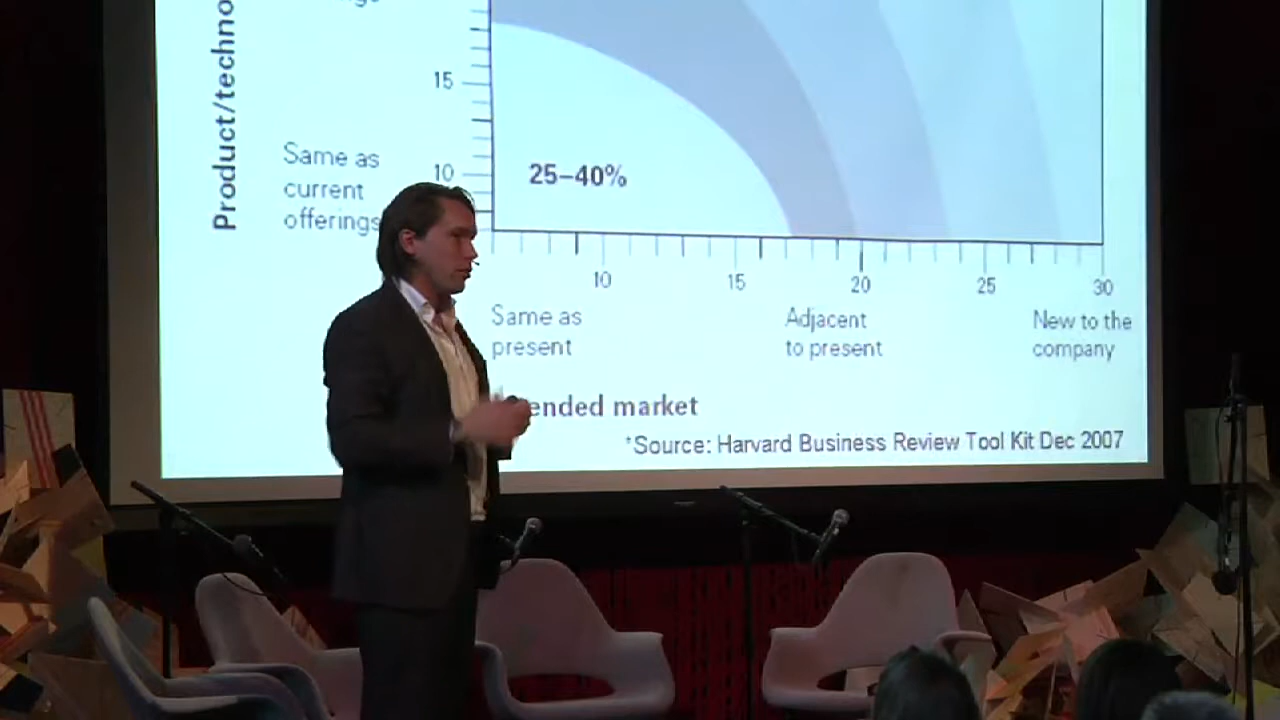 Product/techno
15
Same as
current
offerings
10
25–40%
10
15
20
25
30
Same as
present
Adjacent
to present
New to the
company
ended market
*Source: Harvard Business Review Tool Kit Dec 2007